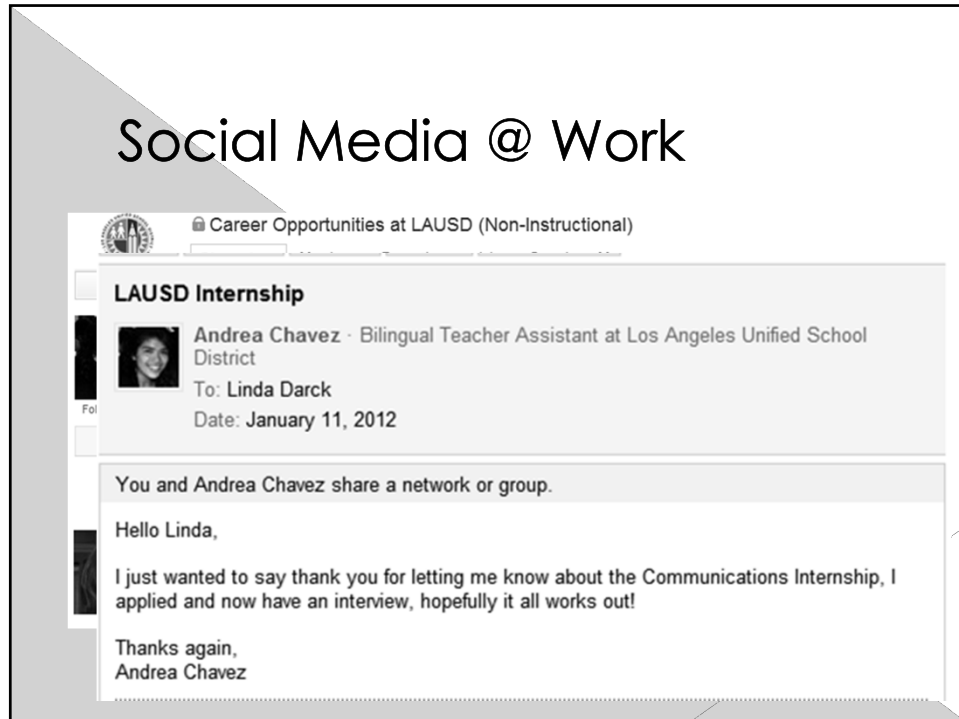 Social Media @ Work
Career Opportunities at LAUSD (Non-Instructional)
LAUSD Internship
Andrea Chavez · Bilingual Teacher Assistant at Los Angeles Unified School
District
To: Linda Darck
Date: January 11, 2012
Fol
You and Andrea Chavez share a network or group.
Hello Linda,
I just wanted to say thank you for letting me know about the Communications Internship, I
applied and now have an interview, hopefully it all works out!
Thanks again,
Andrea Chavez